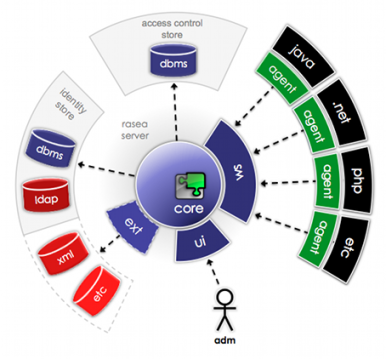 access control
store
dbms
identity
store
dbms
ldap
xml
etc
rasea
server
core
ext
ui
ws
agent
java
agent
.net
agent
php
agent
etc
adm